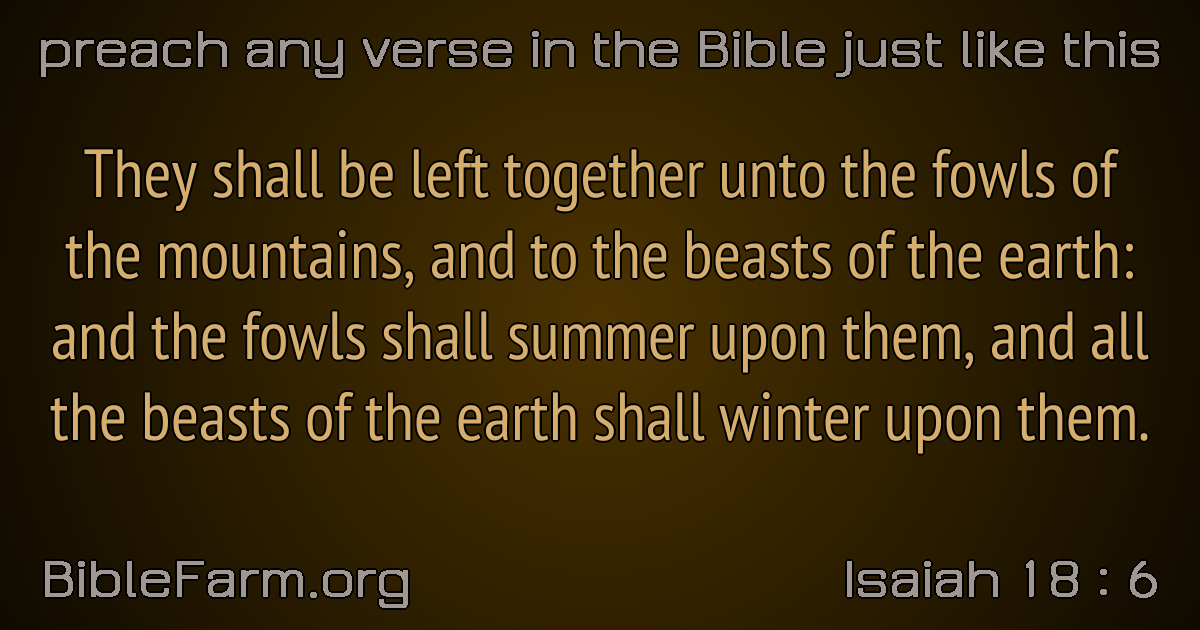 preach any verse in the Bible just like this
They shall be left together unto the fowls of
the mountains, and to the beasts of the earth:
and the fowls shall summer upon them, and all
the beasts of the earth shall winter upon them.
BibleFarm.org
Isaiah 18 : 6